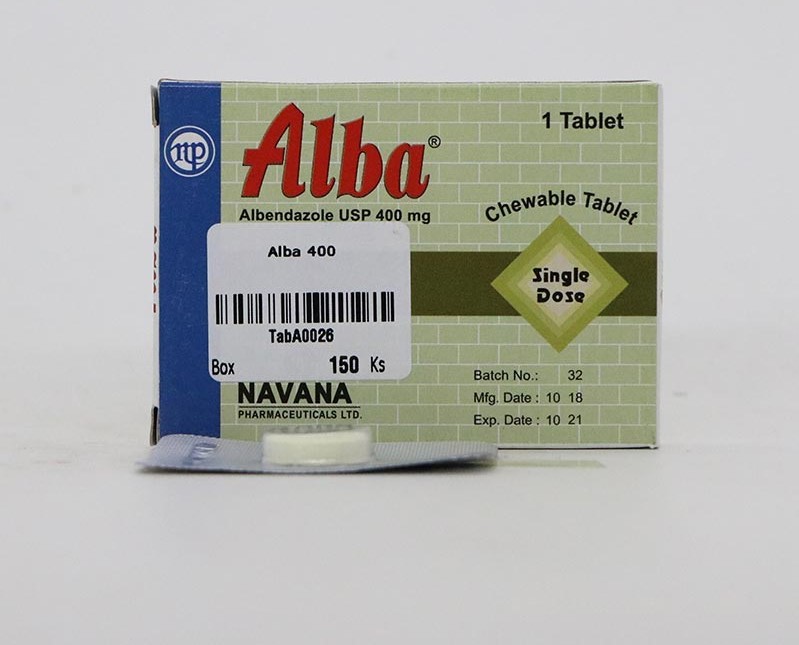 np
Alba®
1 Tablet
Albendazole USP 400 mg
Chewable Tablet
Single
Dose
Alba 400
TabA0026
Box 150 Ks
NAVANA
PHARMACEUTICALS LTD.
Batch No.: 32
Mfg. Date : 10 18
Exp. Date : 10 21